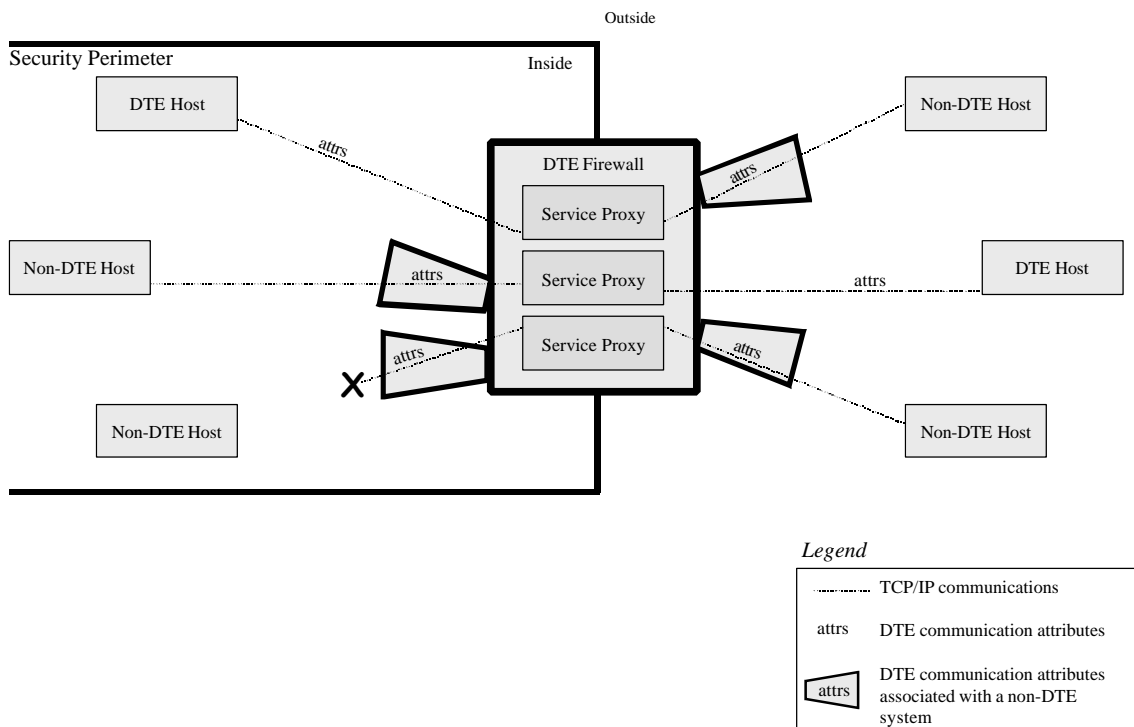 Outside
Security Perimeter
Inside
DTE Host
Non-DTE Host
attrs
DTE Firewall
attrs
Service Proxy
Non-DTE Host
attrs
Service Proxy
attrs
DTE Host
attrs
Service Proxy
attrs
Non-DTE Host
Non-DTE Host
Legend
TCP/IP communications
attrs DTE communication attributes
attrs DTE communication attributes
associated with a non-DTE
system